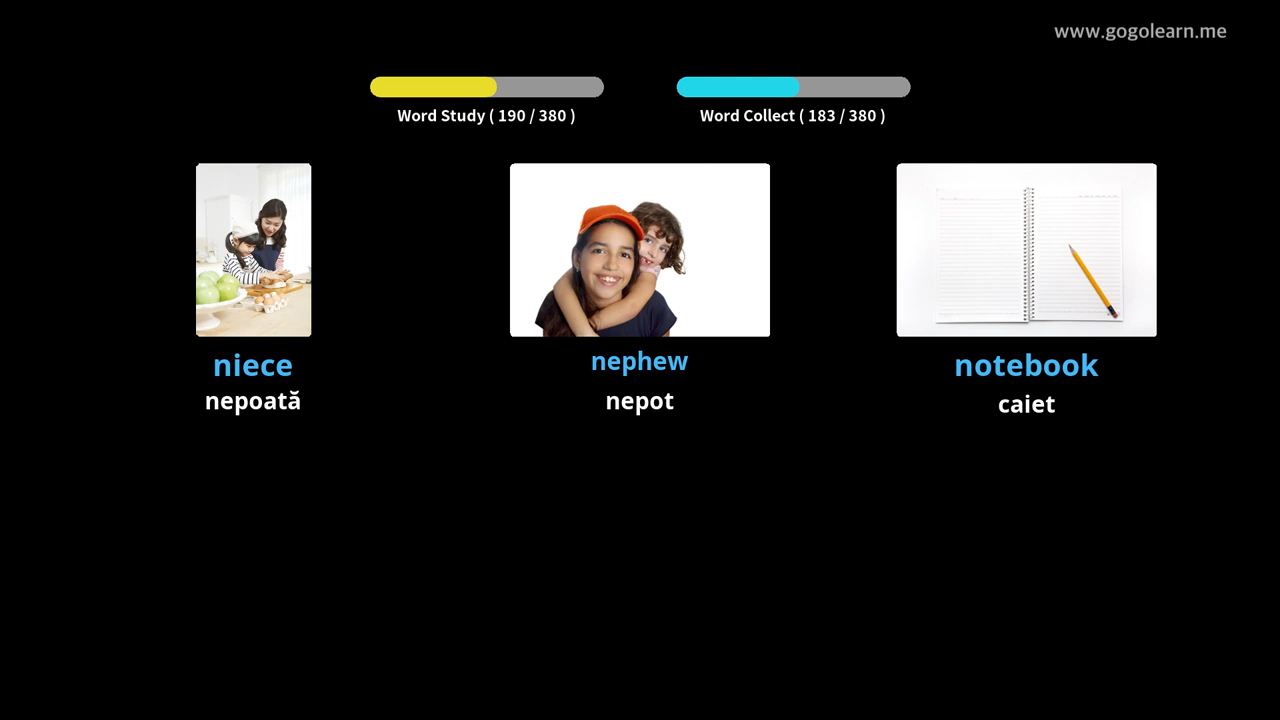 www.gogolearn.me
Word Study ( 190 / 380 )
Word Collect ( 183 / 380 )
niece
nepoată
nephew
nepot
notebook
caiet